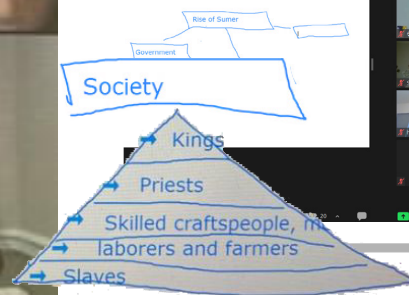 Rise of Sumer
Government
Society
Kings
Priests
Skilled craftspeople,
laborers and farmers
Slaves